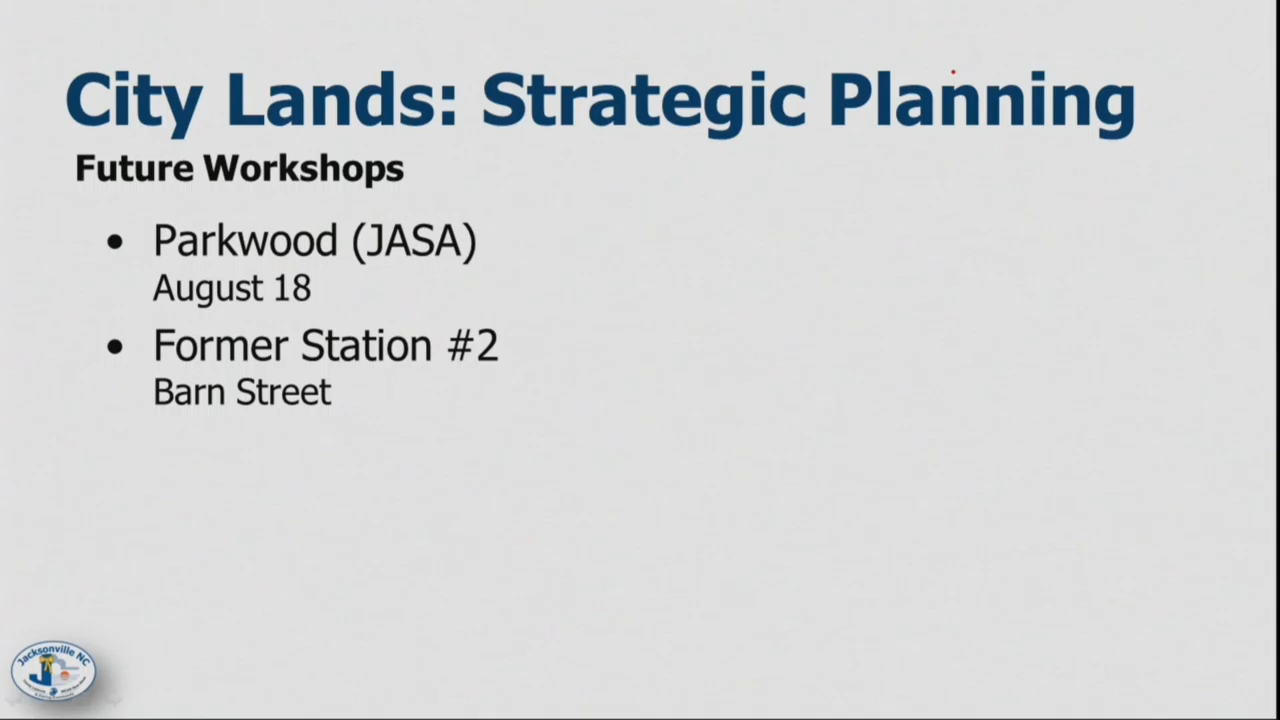 City Lands: Strategic Planning
Future Workshops
• Parkwood (JASA)
August 18
• Former Station #2
Barn Street
Jacksonville NC